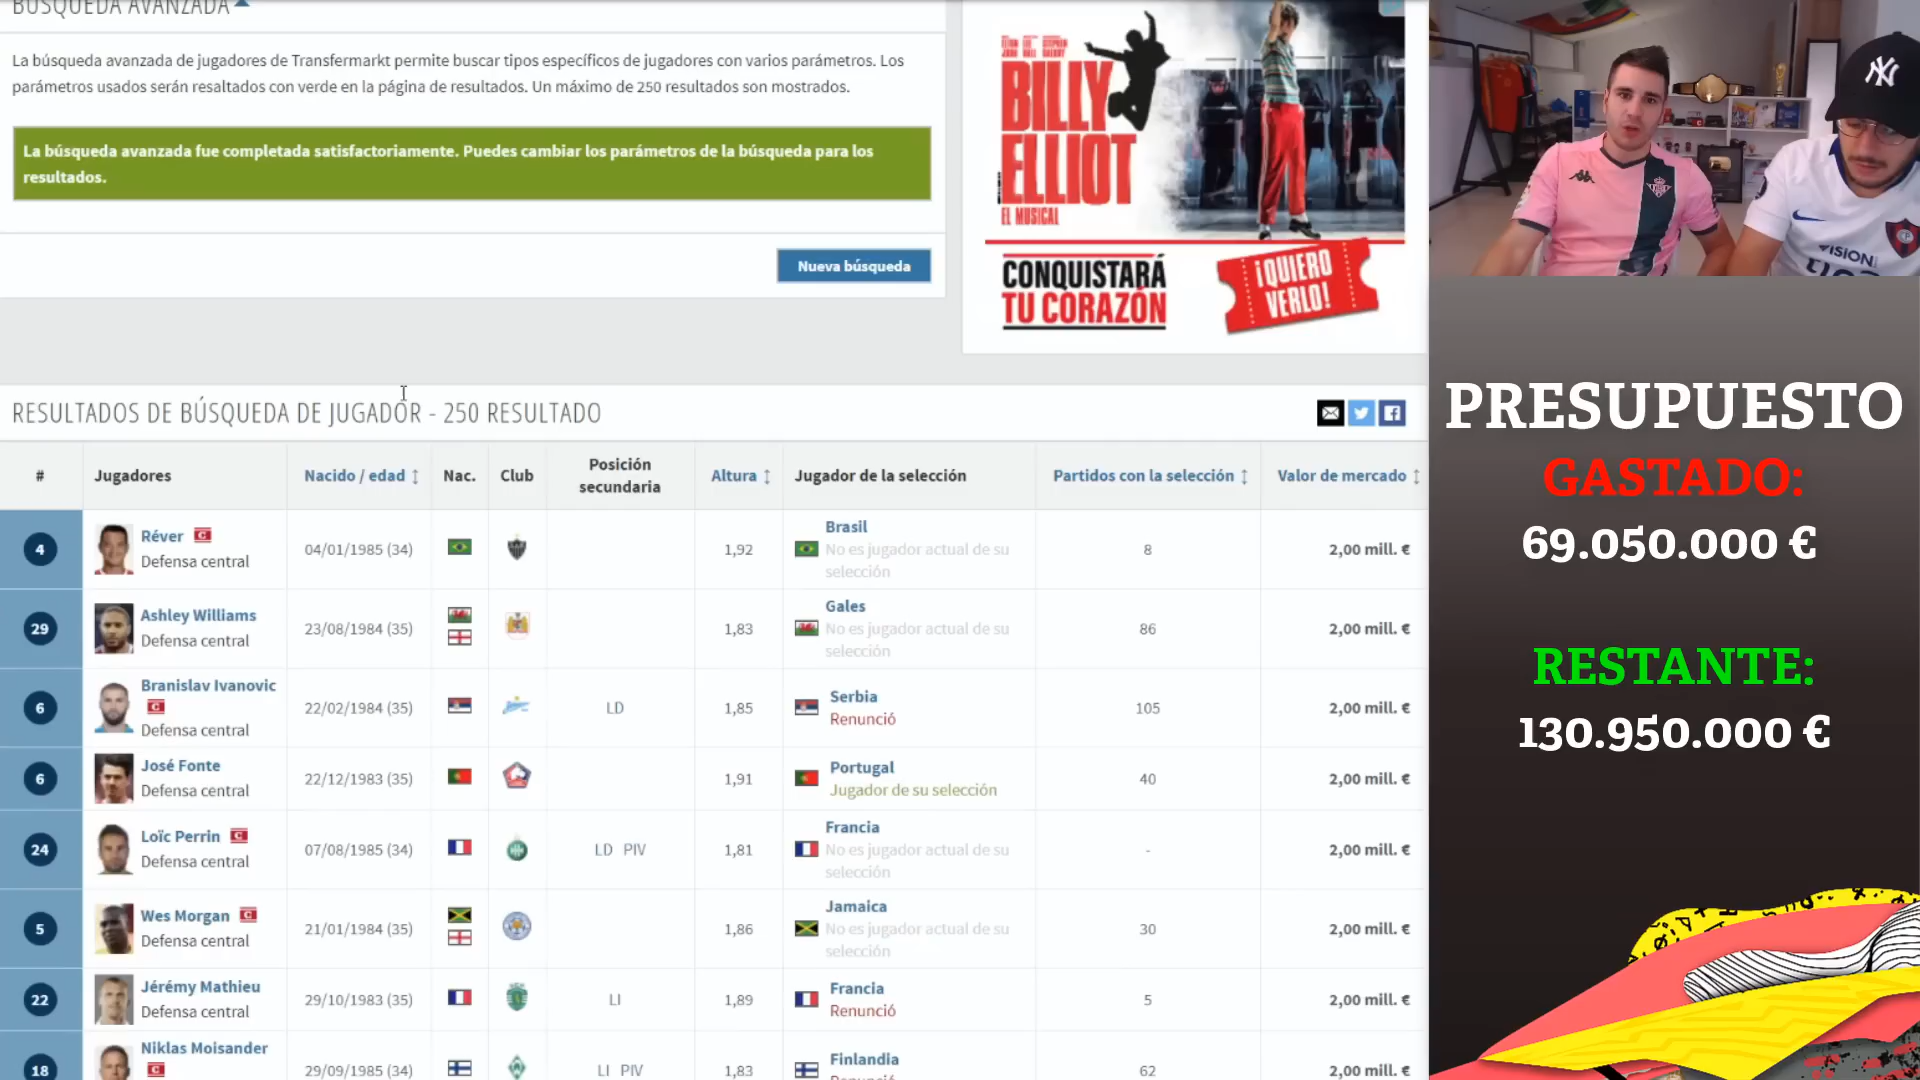 BÚSQUEDA AVANZADA
La búsqueda avanzada de jugadores de Transfermarkt permite buscar tipos específicos de jugadores con varios parámetros. Los
parámetros usados serán resaltados con verde en la página de resultados. Un máximo de 250 resultados son mostrados.
La búsqueda avanzada fue completada satisfactoriamente. Puedes cambiar los parámetros de la búsqueda para los
resultados.
Nueva búsqueda
BILLY
ELLIOT
EL MUSICAL
CONQUISTARÁ
TU CORAZÓN
¡QUIERO
VERLO!
NY
VISION
tigo
PRESUPUESTO
GASTADO:
69.050.000 €
RESTANTE:
130.950.000 €
RESULTADOS DE BÚSQUEDA DE JUGADOR - 250 RESULTADO
# Jugadores Nacido / edad Nac. Club Posición secundaria Altura Jugador de la selección Partidos con la selección Valor de mercado
4 Réver C Defensa central 04/01/1985 (34) 1,92 Brasil No es jugador actual de su selección 8 2,00 mill. €
29 Ashley Williams Defensa central 23/08/1984 (35) 1,83 Gales No es jugador actual de su selección 86 2,00 mill. €
6 Branislav Ivanovic C Defensa central 22/02/1984 (35) LD 1,85 Serbia Renunció 105 2,00 mill. €
6 José Fonte Defensa central 22/12/1983 (35) 1,91 Portugal Jugador de su selección 40 2,00 mill. €
24 Loïc Perrin C Defensa central 07/08/1985 (34) LD PIV 1,81 Francia No es jugador actual de su selección - 2,00 mill. €
5 Wes Morgan C Defensa central 21/01/1984 (35) 1,86 Jamaica No es jugador actual de su selección 30 2,00 mill. €
22 Jérémy Mathieu Defensa central 29/10/1983 (35) LI 1,89 Francia Renunció 5 2,00 mill. €
18 Niklas Moisander C 29/09/1985 (34) LI PIV 1,83 Finlandia Renunció 62 2,00 mill. €